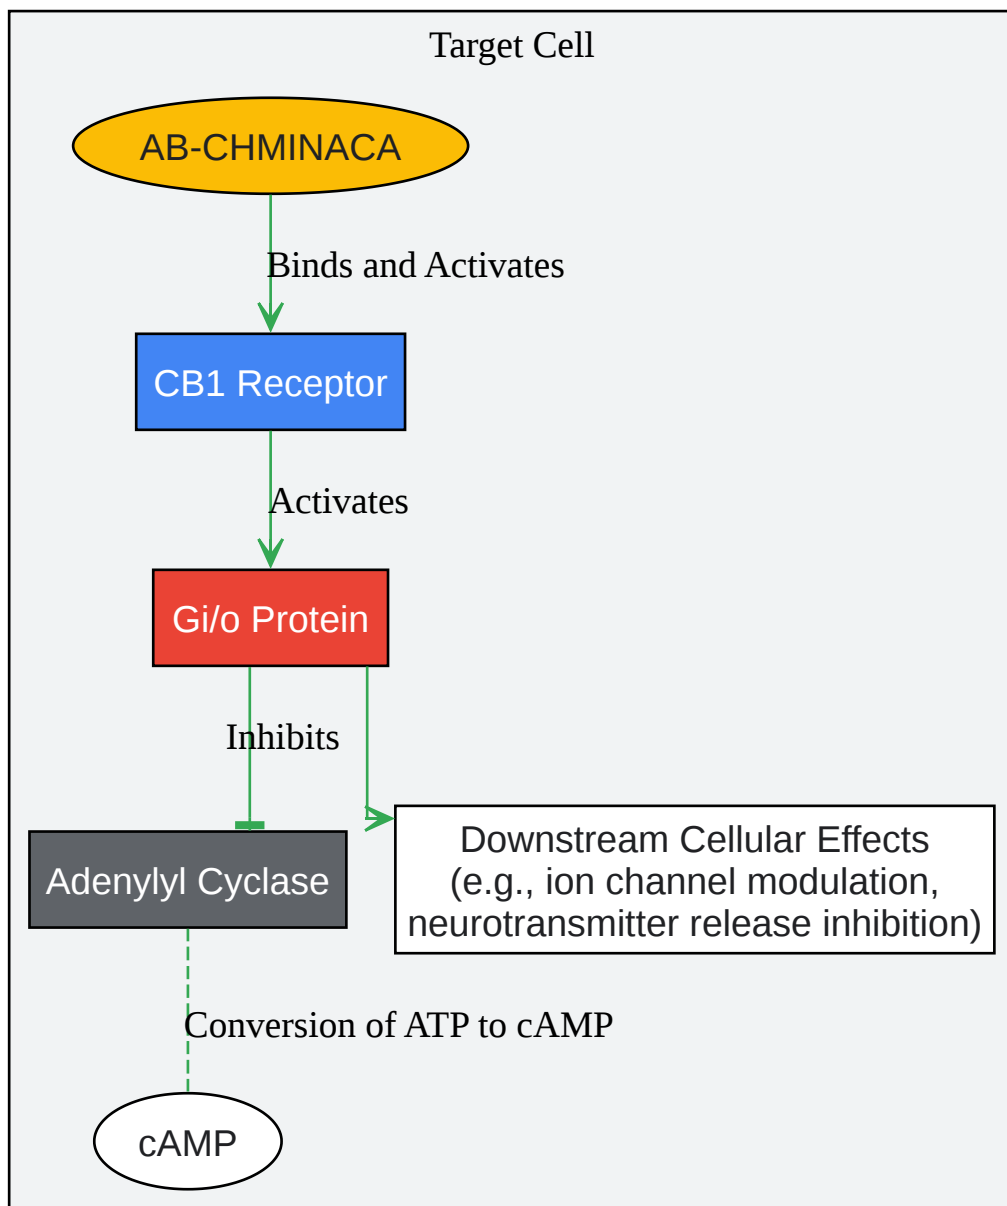 Target Cell
AB-CHMINACA
Binds and Activates
CB1 Receptor
Activates
Gi/o Protein
Inhibits
Adenylyl Cyclase
Downstream Cellular Effects
(e.g., ion channel modulation,
neurotransmitter release inhibition)
Conversion of ATP to cAMP
cAMP